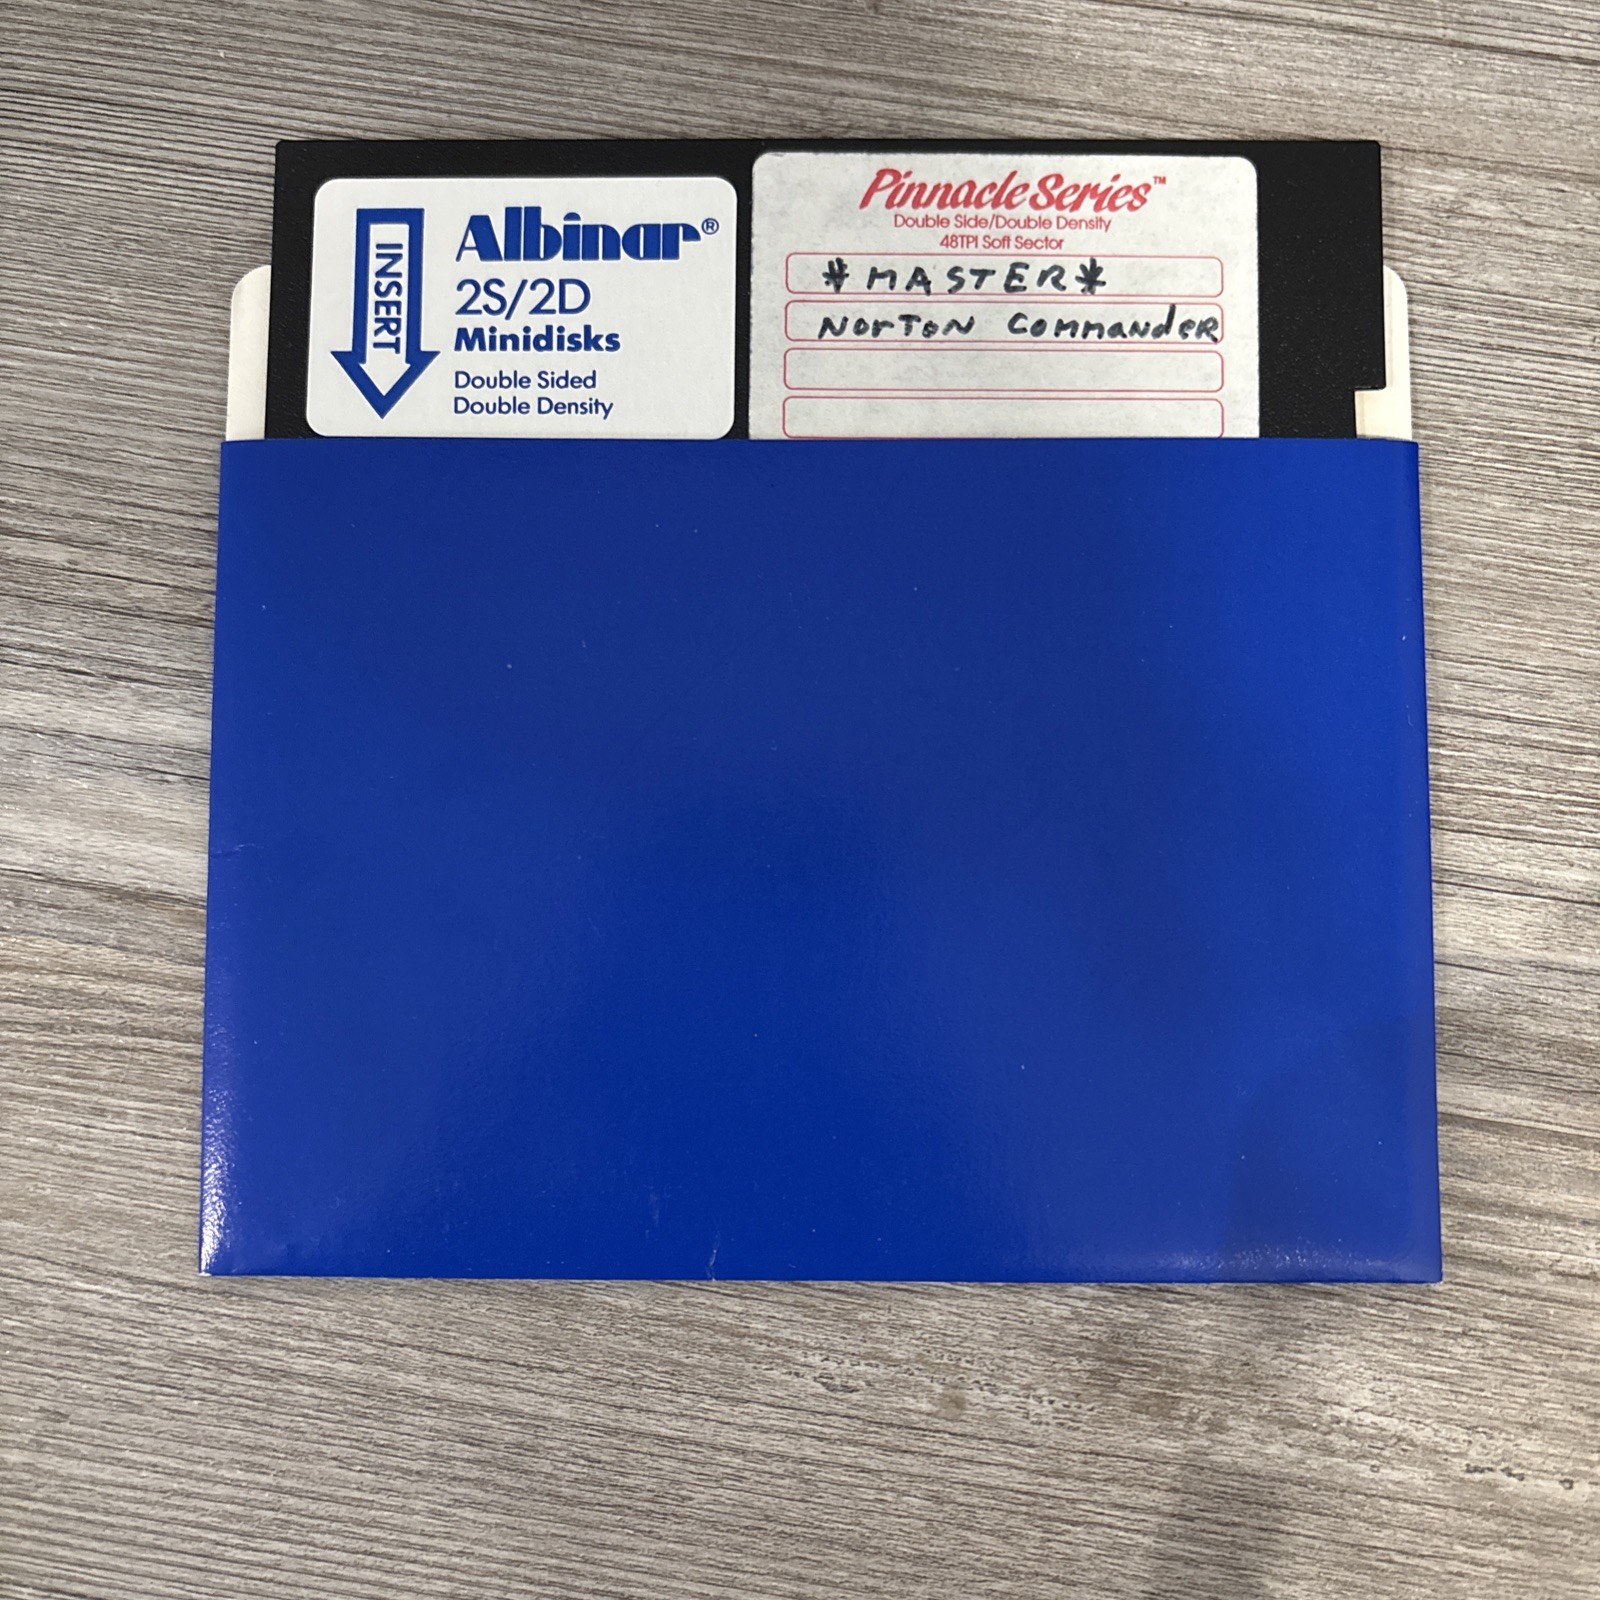 INSERT
Albinar®
2S/2D
Minidisks
Double Sided
Double Density
Pinnacle Series™
Double Side/Double Density
48TPI Soft Sector
*MASTER*
NorToN CommaNdeR